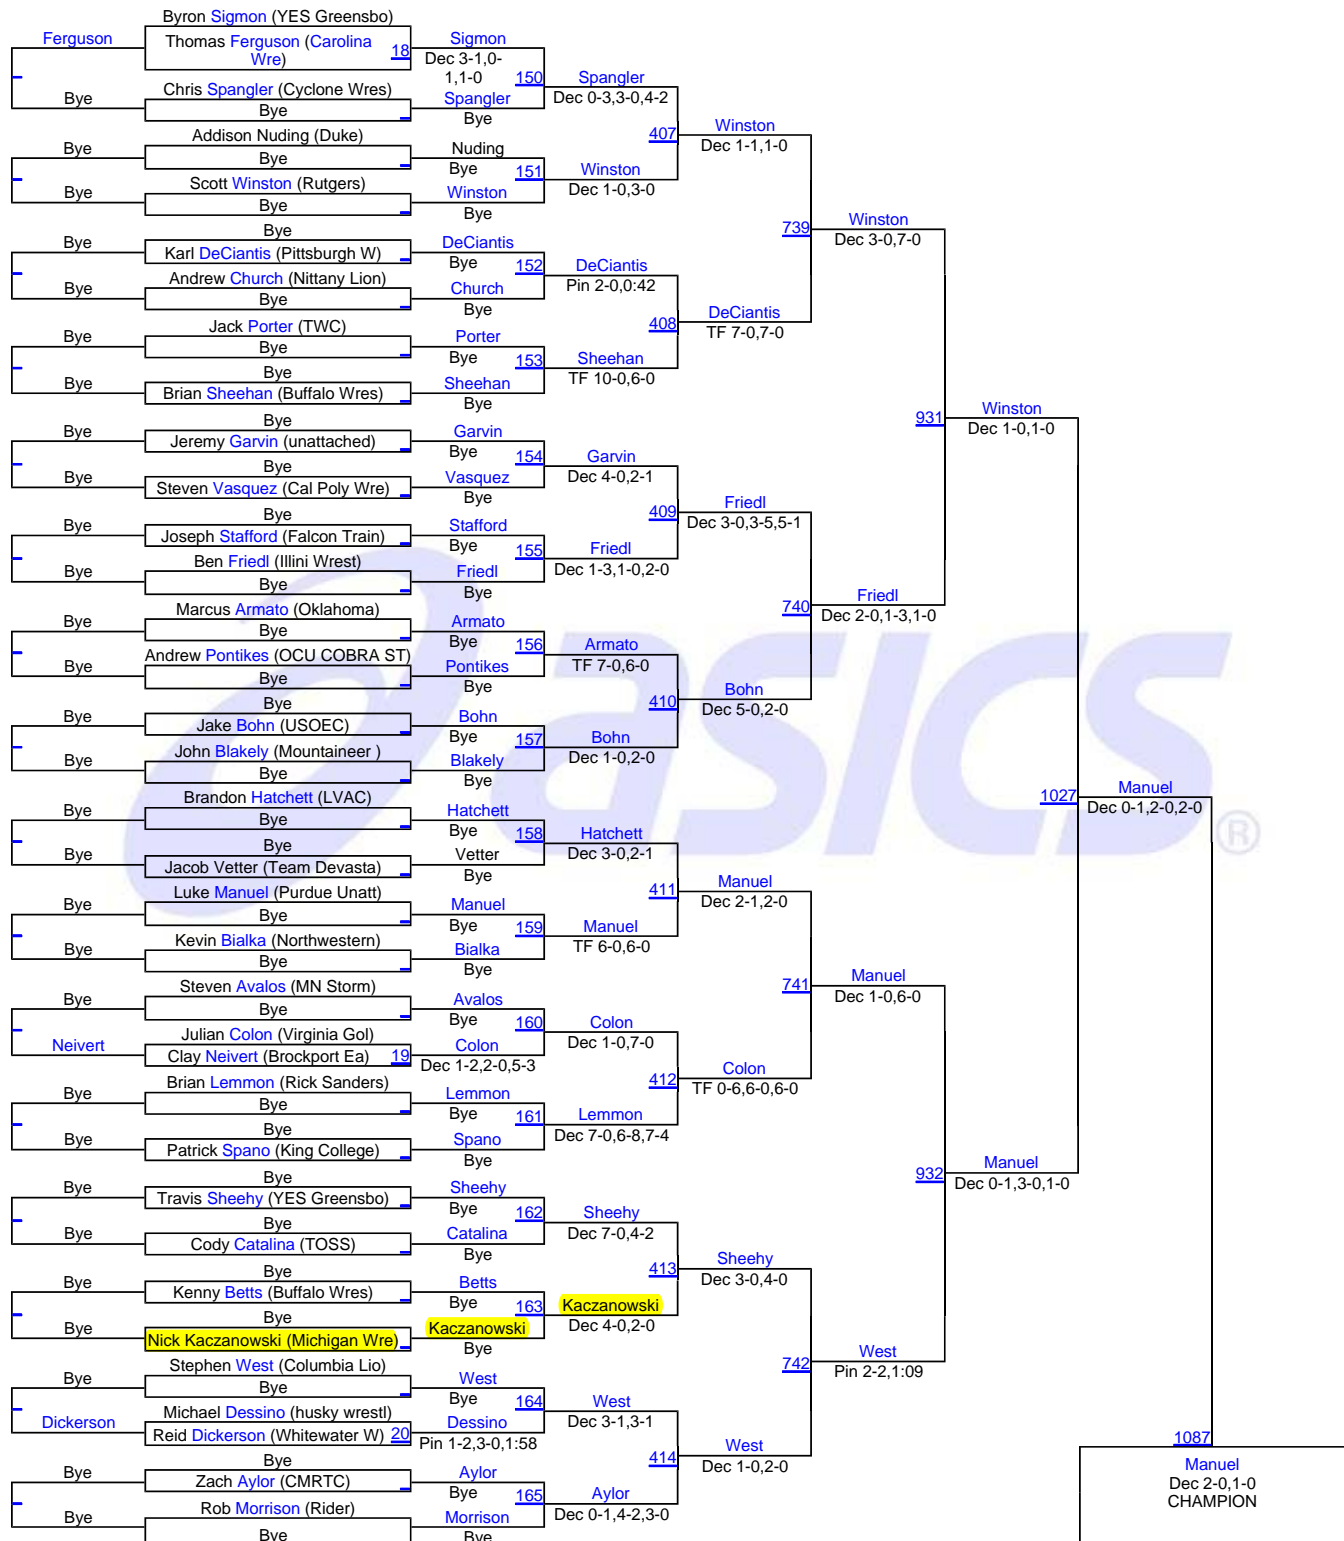 Byron Sigmon (YES Greensbo)
Ferguson
Thomas Ferguson (Carolina
Wre)
18
Sigmon
Dec 3-1,0-
1,1-0
150
Spangler
Dec 0-3,3-0,4-2
Bye
Chris Spangler (Cyclone Wres)
Bye
Spangler
Bye
407
Winston
Dec 1-1,1-0
Addison Nuding (Duke)
Bye
Bye
Nuding
Bye
151
Winston
Dec 1-0,3-0
Bye
Scott Winston (Rutgers)
Bye
Winston
Bye
739
Winston
Dec 3-0,7-0
Bye
Bye
Karl DeCiantis (Pittsburgh W)
DeCiantis
Bye
152
DeCiantis
Pin 2-0,0:42
Bye
Andrew Church (Nittany Lion)
Bye
Church
Bye
408
DeCiantis
TF 7-0,7-0
Bye
Jack Porter (TWC)
Bye
Porter
Bye
153
Sheehan
TF 10-0,6-0
Bye
Bye
Brian Sheehan (Buffalo Wres)
Sheehan
Bye
931
Winston
Dec 1-0,1-0
Bye
Bye
Jeremy Garvin (unattached)
Garvin
Bye
154
Garvin
Dec 4-0,2-1
Bye
Bye
Steven Vasquez (Cal Poly Wre)
Vasquez
Bye
409
Friedl
Dec 3-0,3-5,5-1
Bye
Bye
Joseph Stafford (Falcon Train)
Stafford
Bye
155
Friedl
Dec 1-3,1-0,2-0
Bye
Ben Friedl (Illini Wrest)
Bye
Friedl
Bye
740
Friedl
Dec 2-0,1-3,1-0
Bye
Marcus Armato (Oklahoma)
Bye
Armato
Bye
156
Armato
TF 7-0,6-0
Bye
Andrew Pontikes (OCU COBRA ST)
Bye
Pontikes
Bye
410
Bohn
Dec 5-0,2-0
Bye
Bye
Jake Bohn (USOEC)
Bohn
Bye
157
Bohn
Dec 1-0,2-0
Bye
John Blakely (Mountaineer )
Bye
Blakely
Bye
asics®
1027
Manuel
Dec 0-1,2-0,2-0
Bye
Brandon Hatchett (LVAC)
Bye
Hatchett
Bye
158
Hatchett
Dec 3-0,2-1
Bye
Bye
Jacob Vetter (Team Devasta)
Vetter
Bye
411
Manuel
Dec 2-1,2-0
Bye
Luke Manuel (Purdue Unatt)
Bye
Manuel
Bye
159
Manuel
TF 6-0,6-0
Bye
Kevin Bialka (Northwestern)
Bye
Bialka
Bye
741
Manuel
Dec 1-0,6-0
Bye
Steven Avalos (MN Storm)
Bye
Avalos
Bye
160
Colon
Dec 1-0,7-0
Neivert
Julian Colon (Virginia Gol)
Clay Neivert (Brockport Ea)
19
Colon
Dec 1-2,2-0,5-3
412
Colon
TF 0-6,6-0,6-0
Bye
Brian Lemmon (Rick Sanders)
Bye
Lemmon
Bye
161
Lemmon
Dec 7-0,6-8,7-4
Bye
Bye
Patrick Spano (King College)
Spano
Bye
932
Manuel
Dec 0-1,3-0,1-0
Bye
Bye
Travis Sheehy (YES Greensbo)
Sheehy
Bye
162
Sheehy
Dec 7-0,4-2
Bye
Bye
Cody Catalina (TOSS)
Catalina
Bye
413
Sheehy
Dec 3-0,4-0
Bye
Bye
Kenny Betts (Buffalo Wres)
Betts
Bye
163
Kaczanowski
Dec 4-0,2-0
Bye
Bye
Nick Kaczanowski (Michigan Wre)
Kaczanowski
Bye
742
West
Pin 2-2,1:09
Bye
Stephen West (Columbia Lio)
Bye
West
Bye
164
West
Dec 3-1,3-1
Dickerson
Michael Dessino (husky wrestl)
Reid Dickerson (Whitewater W)
20
Dessino
Pin 1-2,3-0,1:58
414
West
Dec 1-0,2-0
Bye
Bye
Zach Aylor (CMRTC)
Aylor
Bye
165
Aylor
Dec 0-1,4-2,3-0
Bye
Rob Morrison (Rider)
Bye
Morrison
Bye
1087
Manuel
Dec 2-0,1-0
CHAMPION